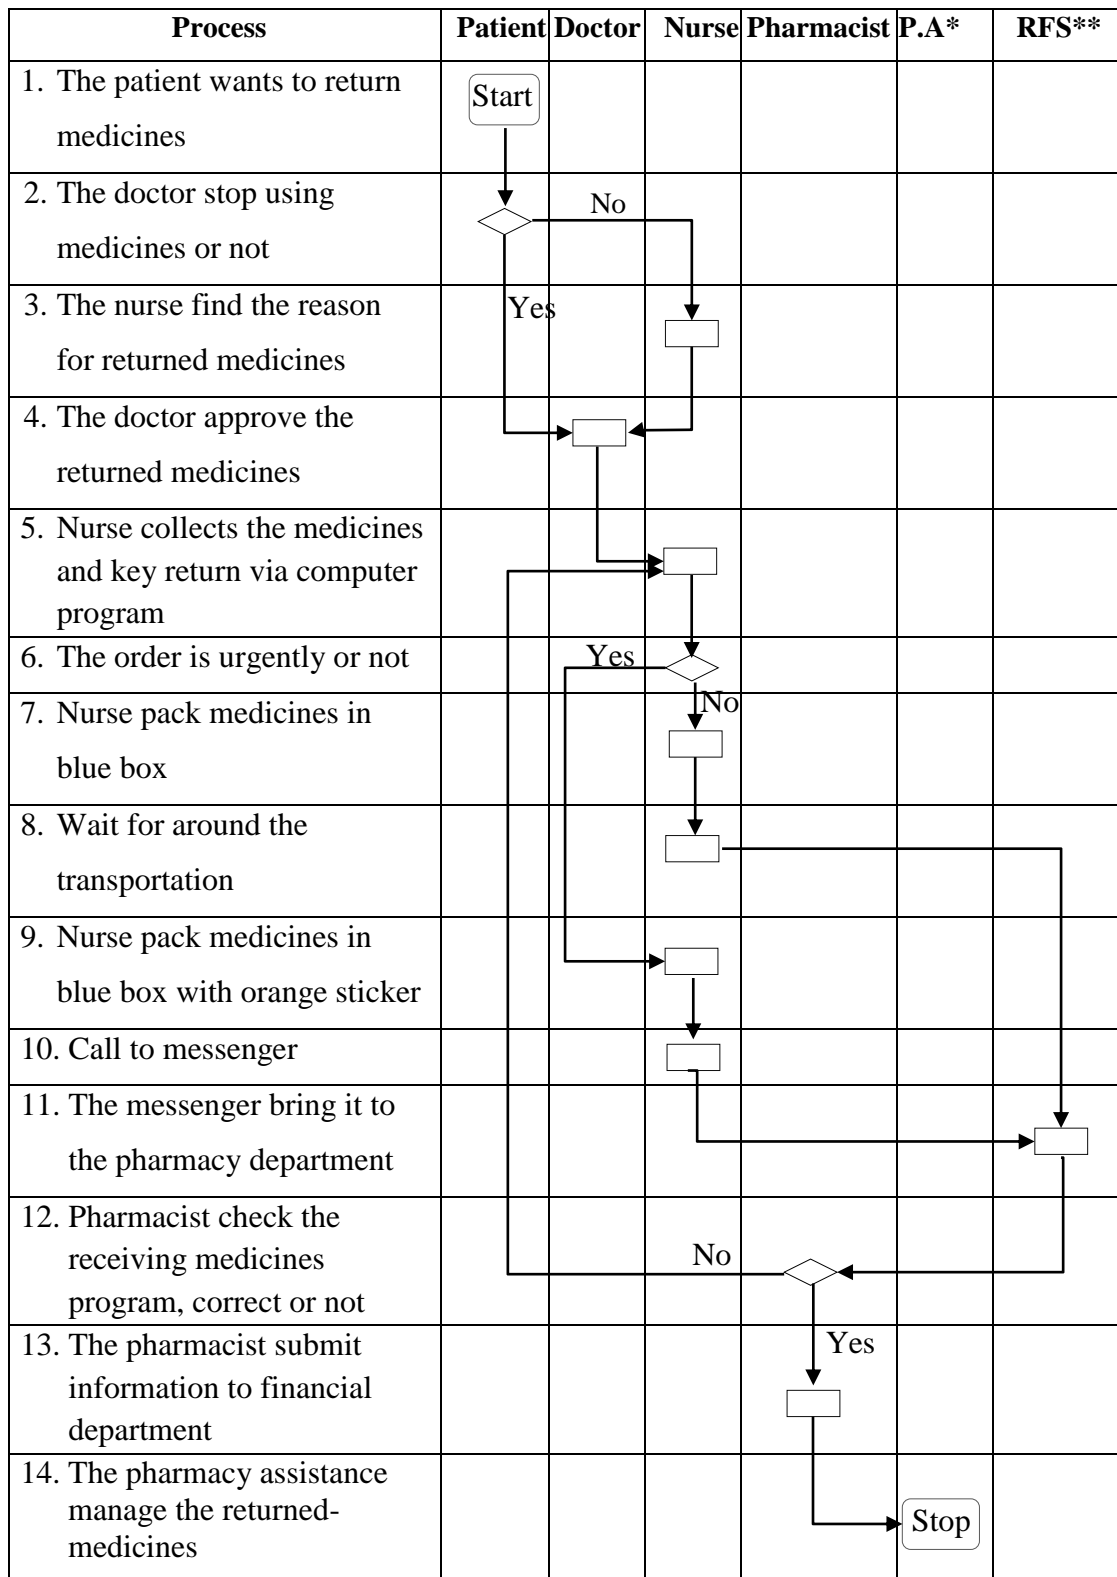 Process Patient Doctor Nurse Pharmacist P.A* RFS**
1. The patient wants to return
medicines
Start
2. The doctor stop using
medicines or not
No
3. The nurse find the reason
for returned medicines
Yes
4. The doctor approve the
returned medicines
5. Nurse collects the medicines
and key return via computer
program
6. The order is urgently or not
Yes
7. Nurse pack medicines in
blue box
No
8. Wait for around the
transportation
9. Nurse pack medicines in
blue box with orange sticker
10. Call to messenger
11. The messenger bring it to
the pharmacy department
12. Pharmacist check the
receiving medicines
program, correct or not
No
13. The pharmacist submit
information to financial
department
Yes
14. The pharmacy assistance
manage the returned-
medicines
Stop